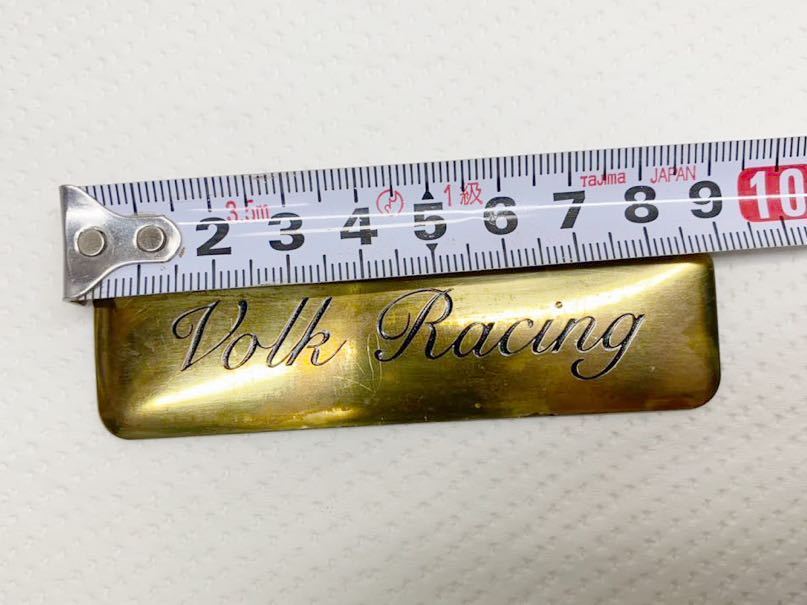 3.5m 1級 Tajima JAPAN
2 3 4 5 6 7 8 9 10
Volk Racing